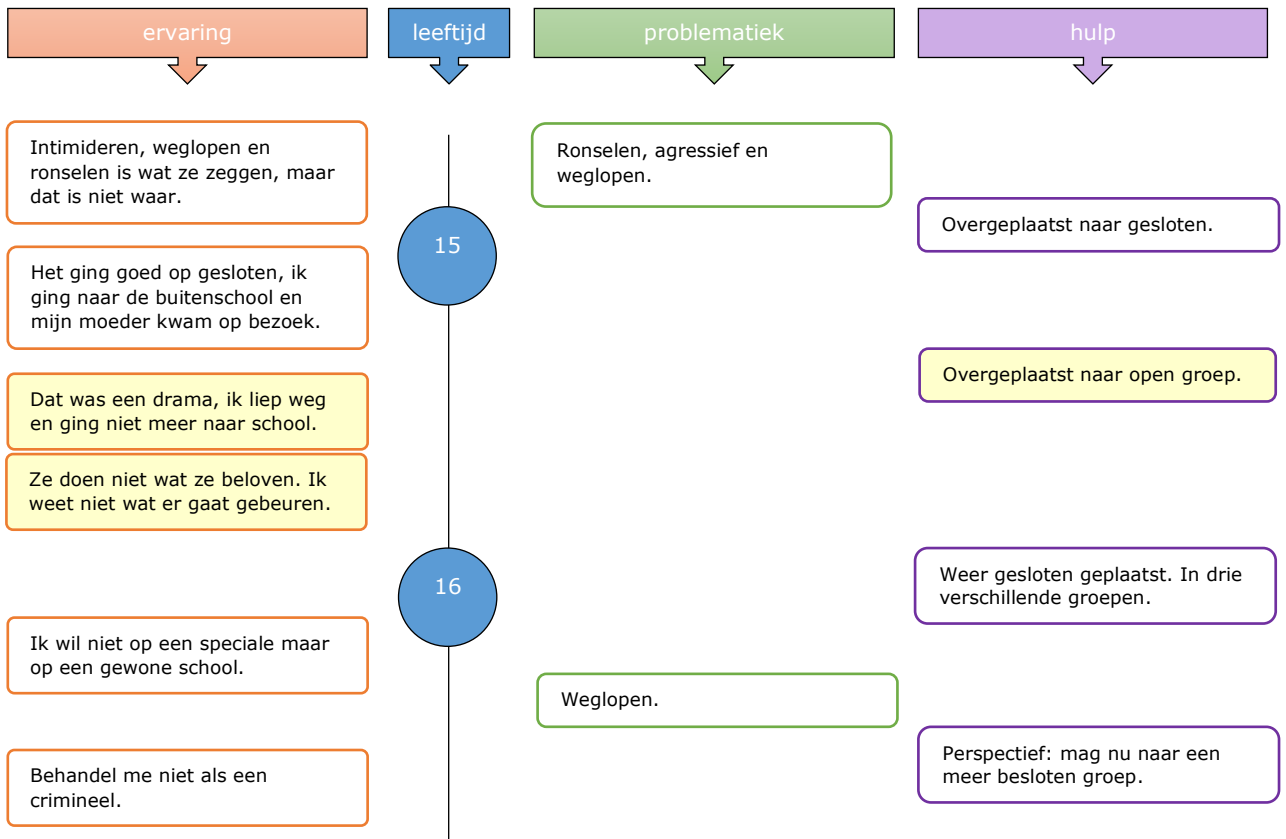 ervaring
leeftijd
problematiek
hulp
Intimideren, weglopen en
ronselen is wat ze zeggen, maar
dat is niet waar.
Ronselen, agressief en
weglopen.
Overgeplaatst naar gesloten.
15
Het ging goed op gesloten, ik
ging naar de buitenschool en
mijn moeder kwam op bezoek.
Overgeplaatst naar open groep.
Dat was een drama, ik liep weg
en ging niet meer naar school.
Ze doen niet wat ze beloven. Ik
weet niet wat er gaat gebeuren.
16
Weer gesloten geplaatst. In drie
verschillende groepen.
Ik wil niet op een speciale maar
op een gewone school.
Weglopen.
Perspectief: mag nu naar een
meer besloten groep.
Behandel me niet als een
crimineel.